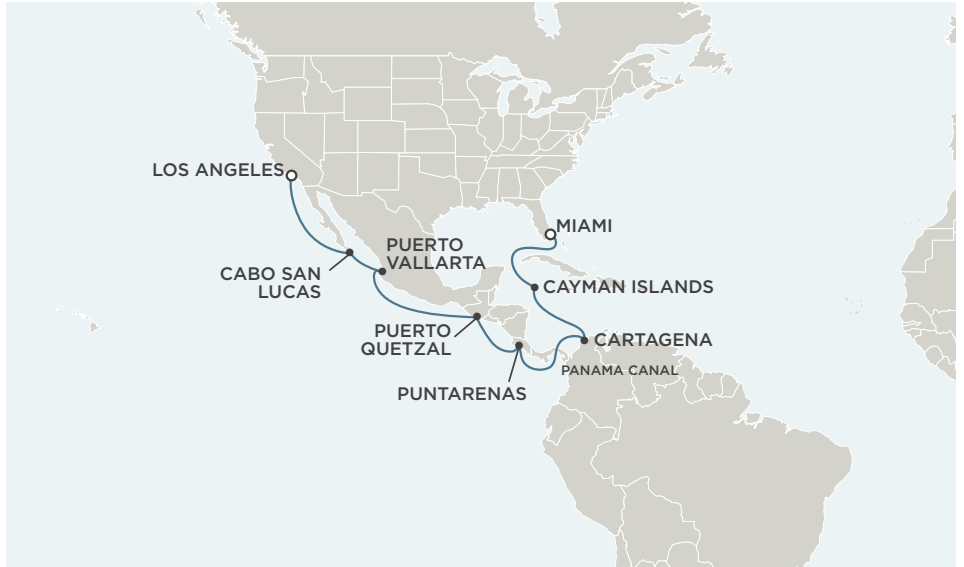 LOS ANGELES
MIAMI
PUERTO
VALLARTA
CABO SAN
LUCAS
CAYMAN ISLANDS
PUERTO
QUETZAL
CARTAGENA
PANAMA CANAL
PUNTARENAS